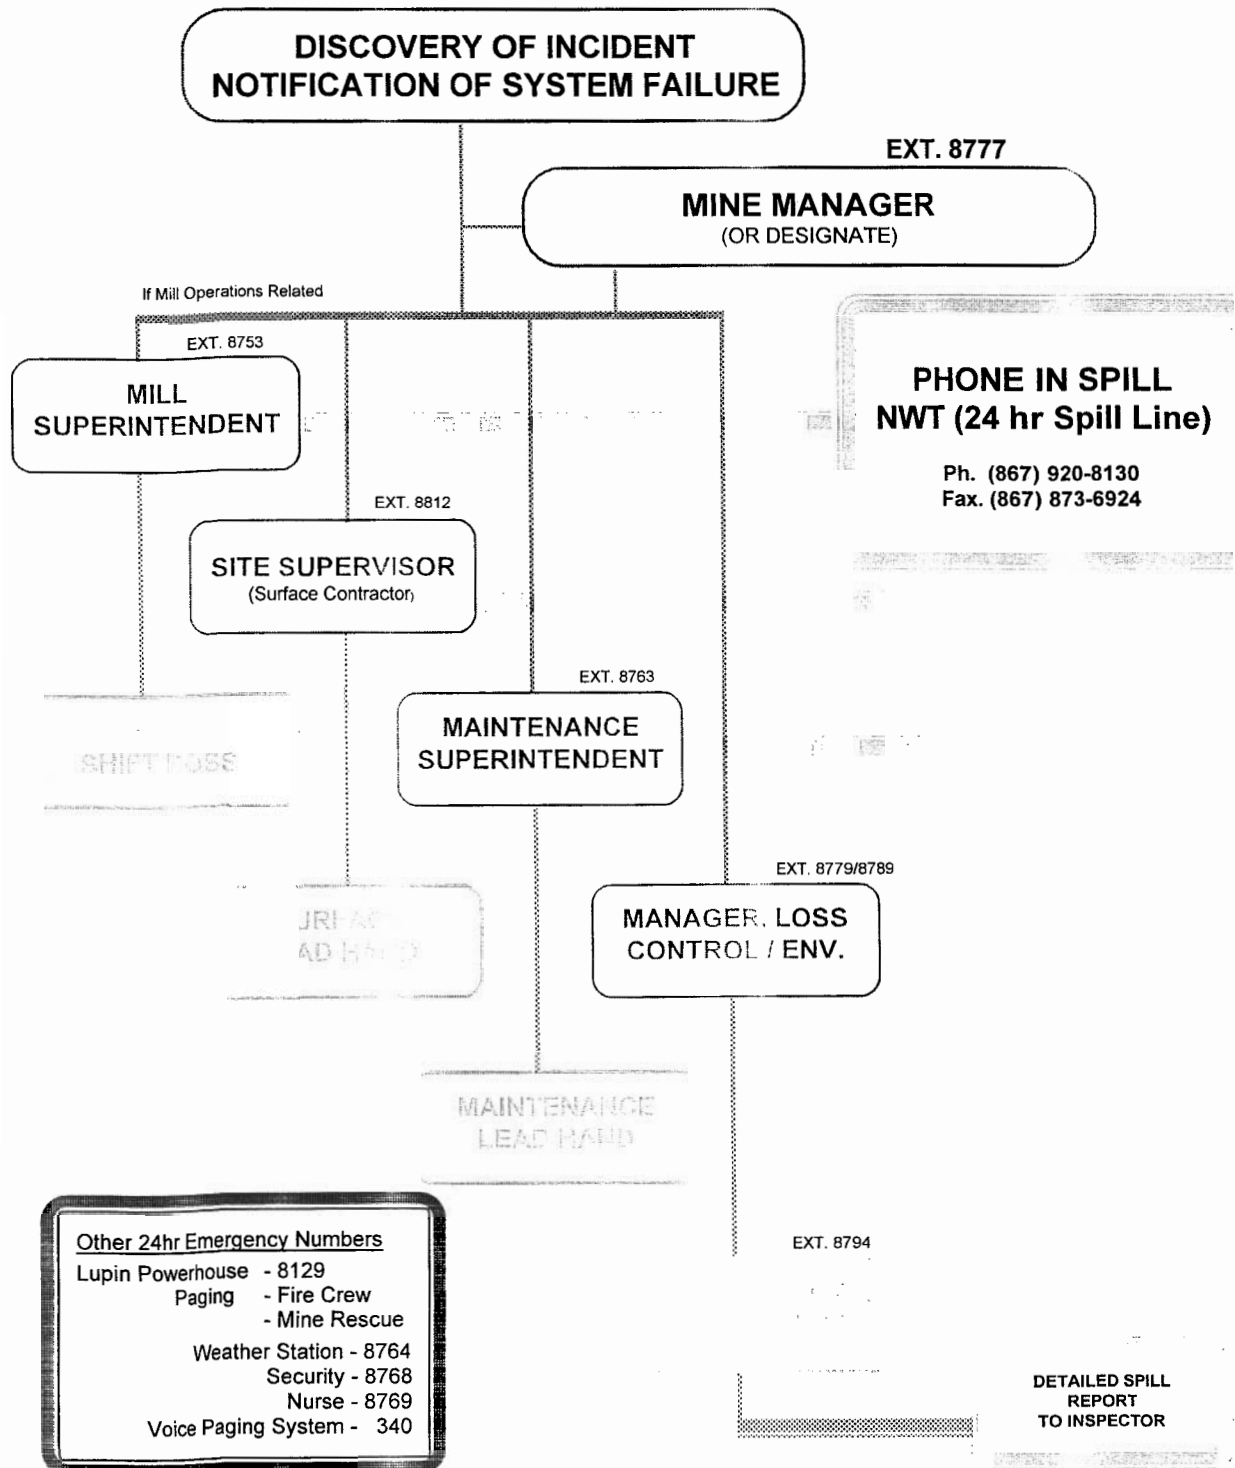 DISCOVERY OF INCIDENT
NOTIFICATION OF SYSTEM FAILURE
EXT. 8777
MINE MANAGER
(OR DESIGNATE)
If Mill Operations Related
EXT. 8753
MILL
SUPERINTENDENT
PHONE IN SPILL
NWT (24 hr Spill Line)
Ph. (867) 920-8130
Fax. (867) 873-6924
EXT. 8812
SITE SUPERVISOR
(Surface Contractor)
EXT. 8763
MAINTENANCE
SUPERINTENDENT
SHIFT BOSS
EXT. 8779/8789
MANAGER, LOSS
CONTROL / ENV.
MAINTENANCE
LEAD HAND
Other 24hr Emergency Numbers
Lupin Powerhouse - 8129
Paging - Fire Crew
- Mine Rescue
Weather Station - 8764
Security - 8768
Nurse - 8769
Voice Paging System - 340
EXT. 8794
DETAILED SPILL
REPORT
TO INSPECTOR